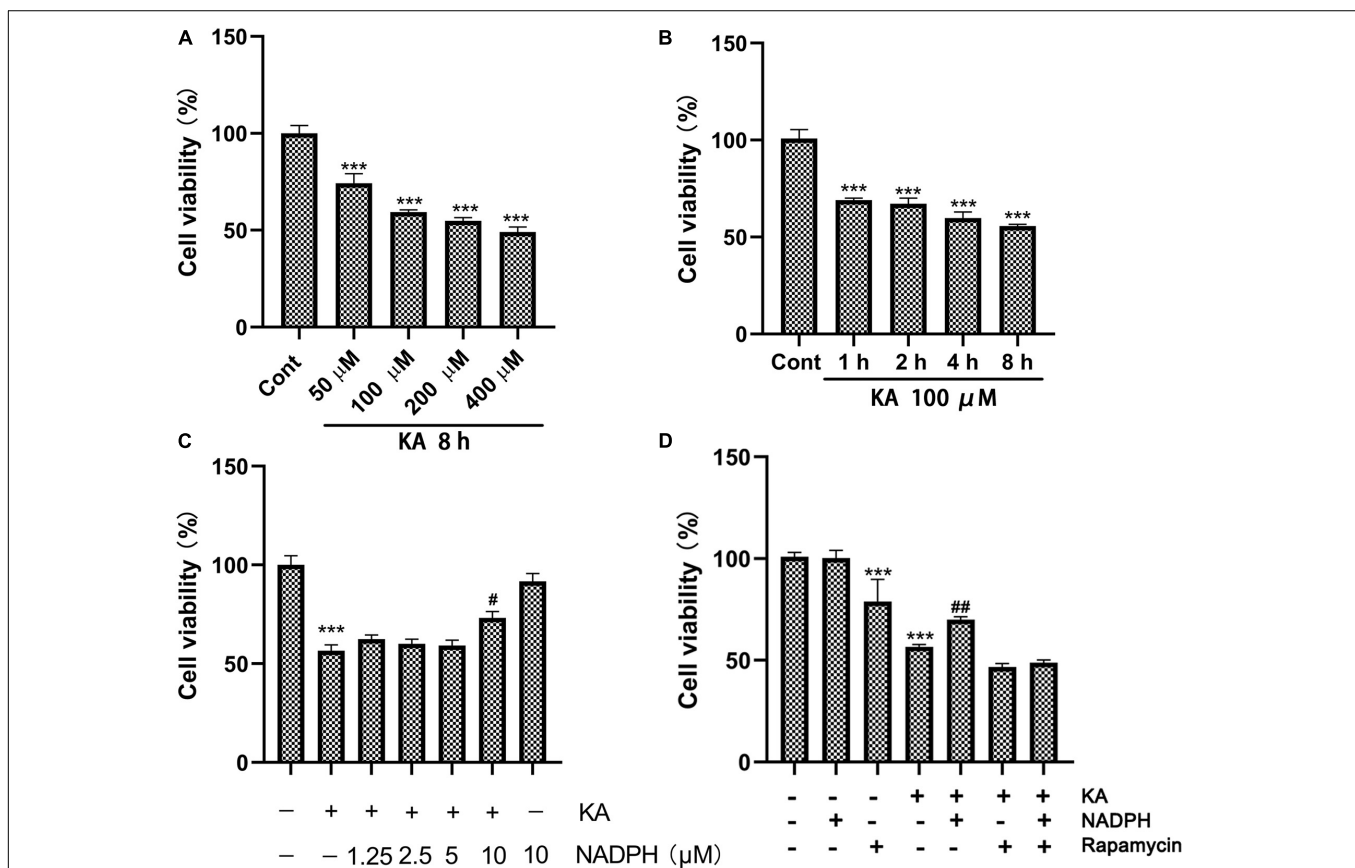 A
150
100
50
0
Cell viability (%)
***
***
***
***
Cont
50 μM
100 μM
200 μM
400 μM
KA 8 h
B
150
100
50
0
Cell viability (%)
***
***
***
***
Cont 1 h 2 h 4 h 8 h
KA 100 μM
C
150
100
50
0
Cell viability (%)
***
#
− + + + + + − KA
− − 1.25 2.5 5 10 10 NADPH (μM)
D
150
100
50
0
Cell viability (%)
***
***
##
- - - + + + + KA
- + - - + - + NADPH
- - + - - + + Rapamycin